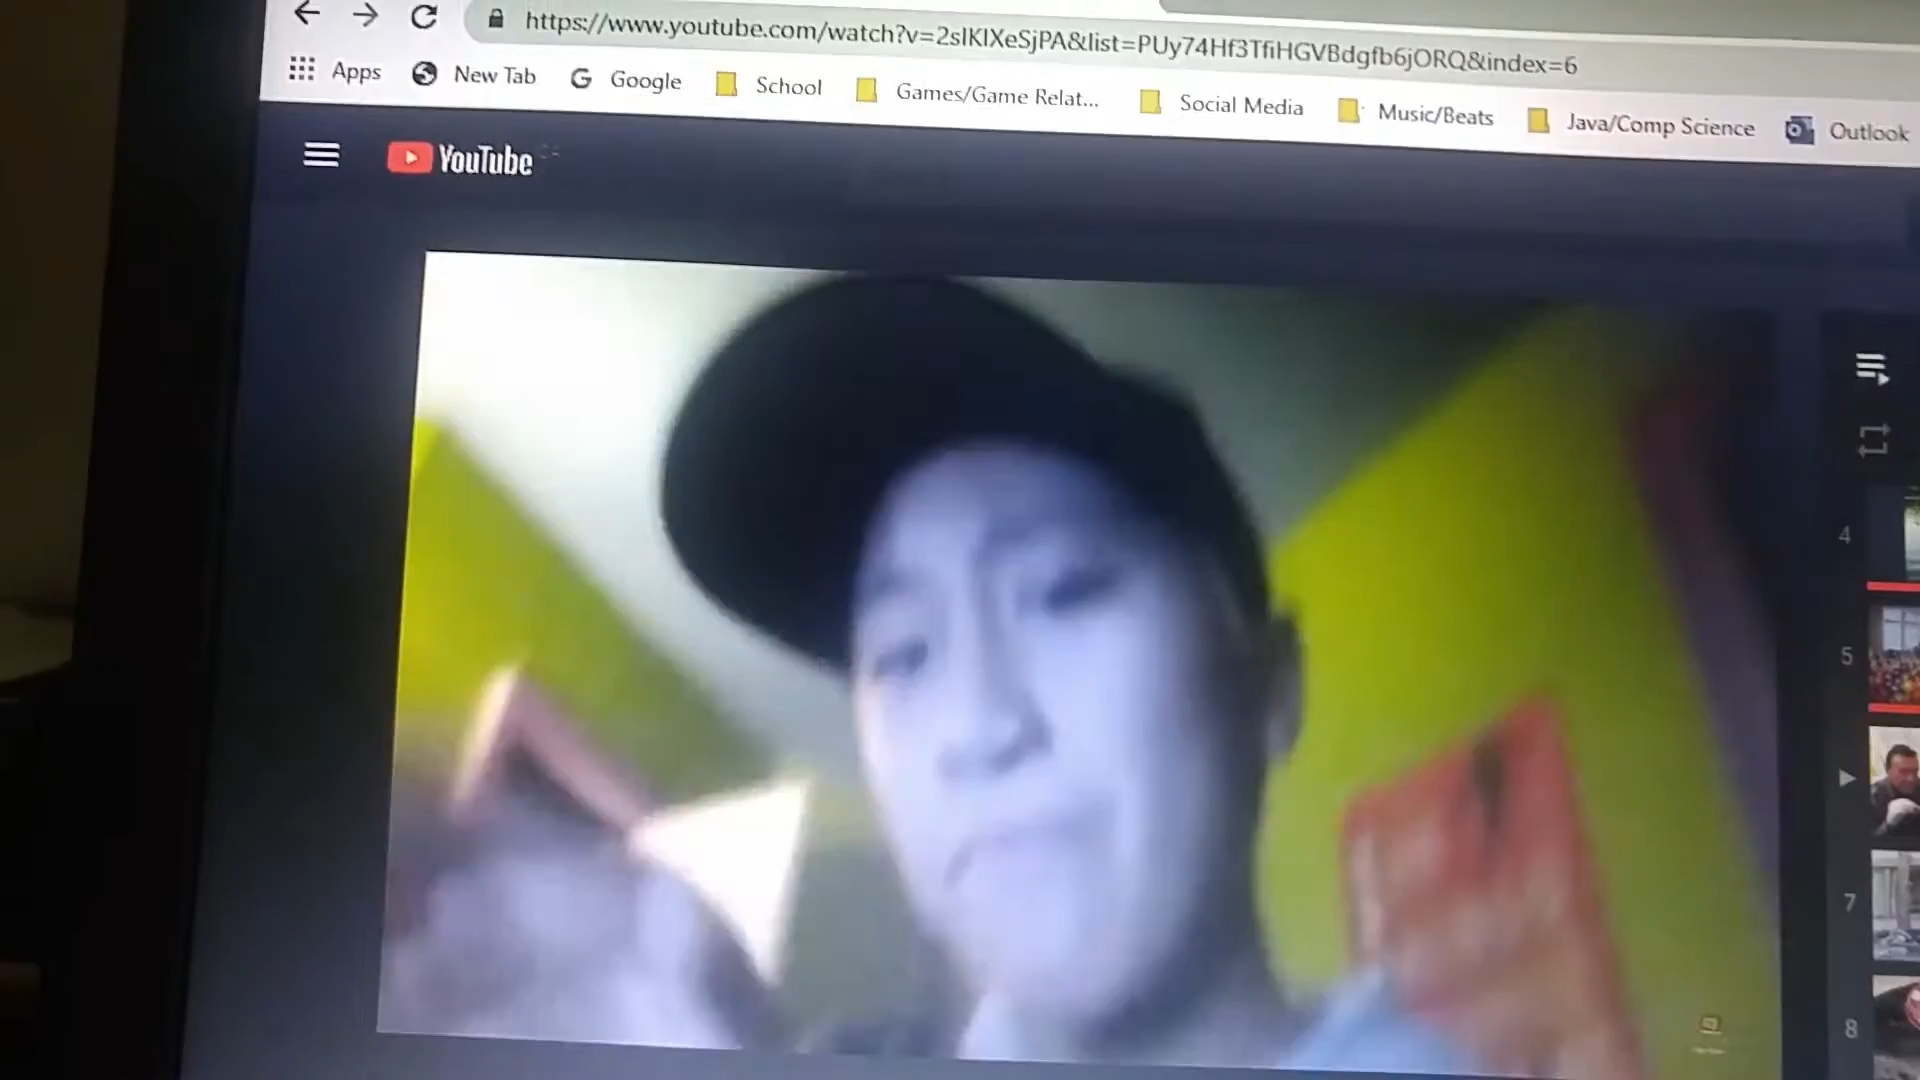 https://www.youtube.com/watch?v=2sIKIXeSjPA&list=PUy74Hf3TfiHGVBdgfb6jORQ&index=6
Apps New Tab Google School Games/Game Relat... Social Media Music/Beats Java/Comp Science Outlook
YouTube
4
5
7
8